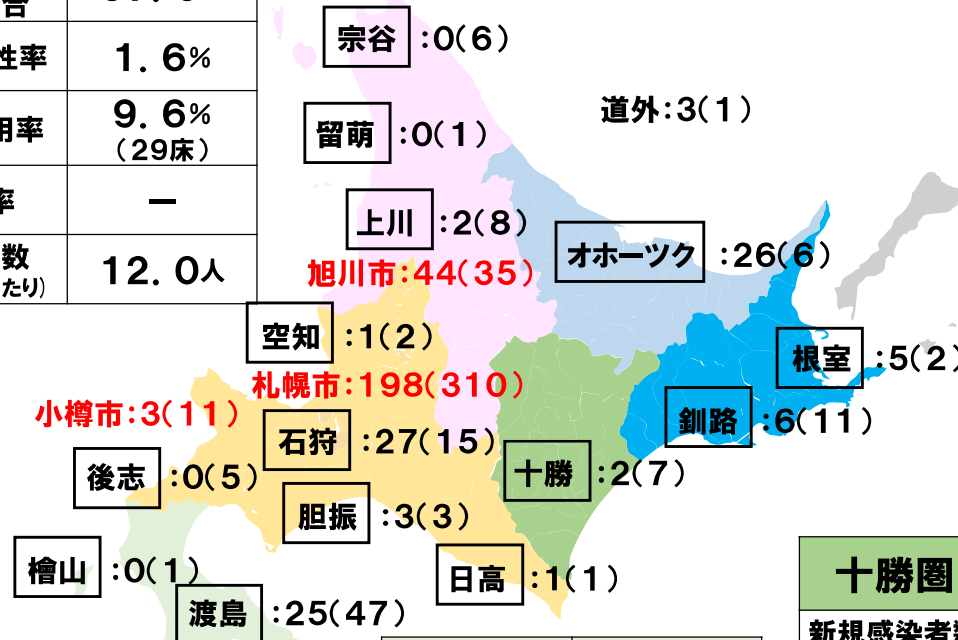 合
性率
1.6%
用率
9.6%
（29床）
率
ー
数
たり)
12.0人
宗谷:0(6)
道外:3(1)
留萌:0(1)
上川:2(8)
オホーツク:26(6)
旭川市:44(35)
空知:1(2)
根室:5(2)
札幌市:198(310)
小樽市:3(11)
釧路:6(11)
石狩:27(15)
後志:0(5)
十勝:2(7)
胆振:3(3)
檜山:0(1)
日高:1(1)
十勝圏
渡島:25(47)
新規感染者数